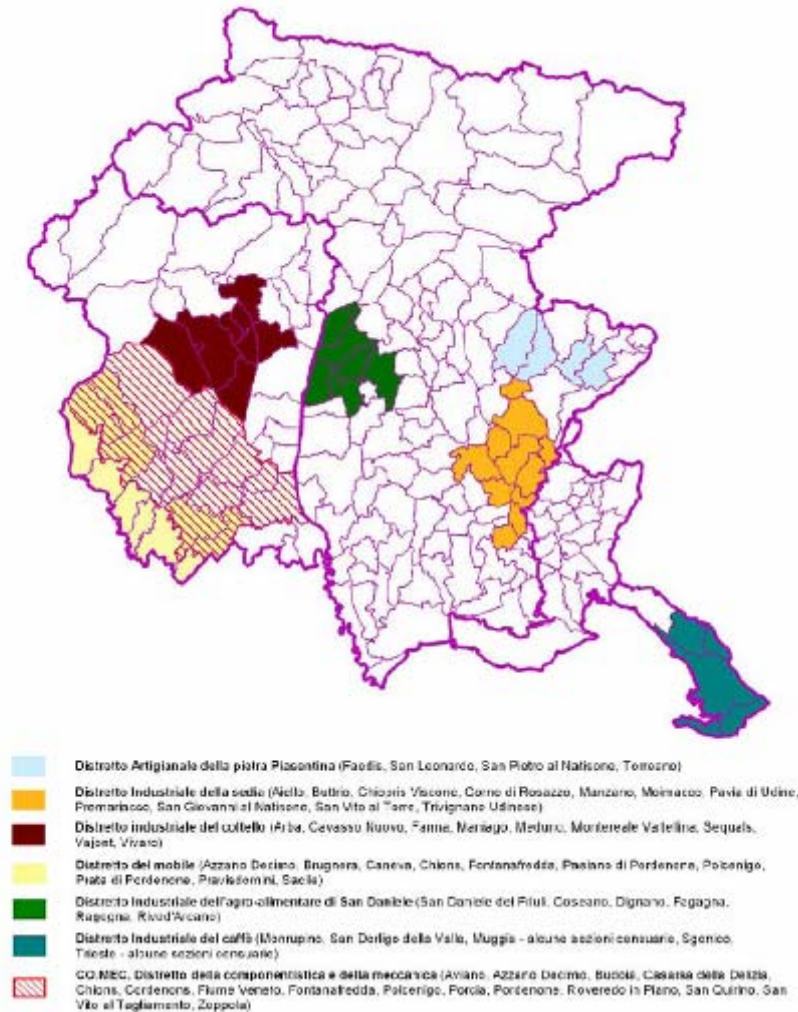 Distretto Artigianale della pietra Piasentina (Faedis, San Leonardo, San Pietro al Natisone, Torreano)
Distretto Industriale della sedia (Aiello, Buttrio, Chiopris Viscone, Corno di Rosazzo, Manzano, Moimacco, Pavia di Udine,
Premariacco, San Giovanni al Natisone, San Vito al Torre, Trivignano Udinese)
Distretto industriale del coltello (Arba, Cavasso Nuovo, Fanna, Maniago, Meduno, Montereale Valcellina, Sequals,
Vajont, Vivaro)
Distretto del mobile (Azzano Decimo, Brugnera, Caneva, Chions, Fontanafredda, Pasiano di Pordenone, Polcenigo,
Prata di Pordenone, Pravisdomini, Sacile)
Distretto Industriale dell'agro-alimentare di San Daniele (San Daniele del Friuli, Coseano, Dignano, Fagagna,
Ragogna, Rived'Arcano)
Distretto Industriale del caffè (Monrupino, San Dorligo della Valle, Muggia - alcune sezioni censuarie, Sgonico,
Trieste - alcune sezioni censuarie)
CO.MEC, Distretto della componentistica e della meccanica (Aviano, Azzano Decimo, Budoia, Casarsa della Delizia,
Chions, Cordenons, Fiume Veneto, Fontanafredda, Polcenigo, Porcia, Pordenone, Roveredo in Piano, San Quirino, San
Vito al Tagliamento, Zoppola)